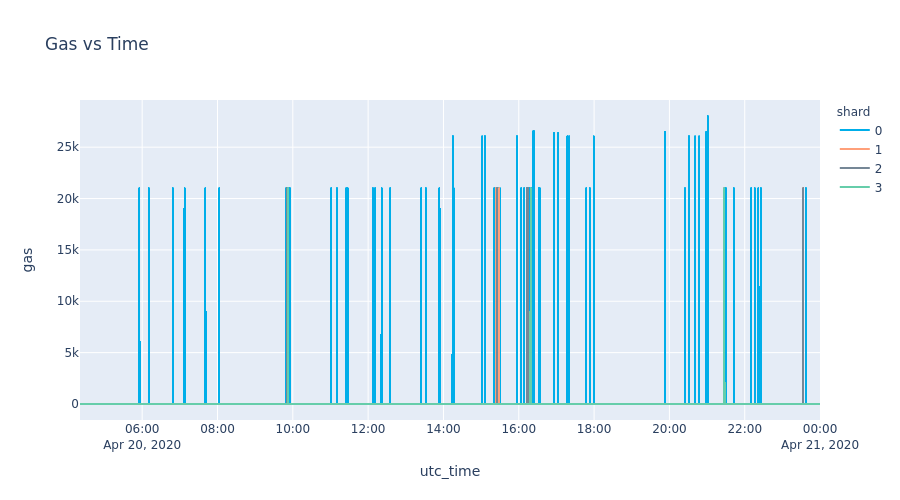 Gas vs Time
shard
0
1
2
3
25k
20k
15k
10k
5k
0
gas
06:00
Apr 20, 2020
08:00
10:00
12:00
14:00
16:00
18:00
20:00
22:00
00:00
Apr 21, 2020
utc_time